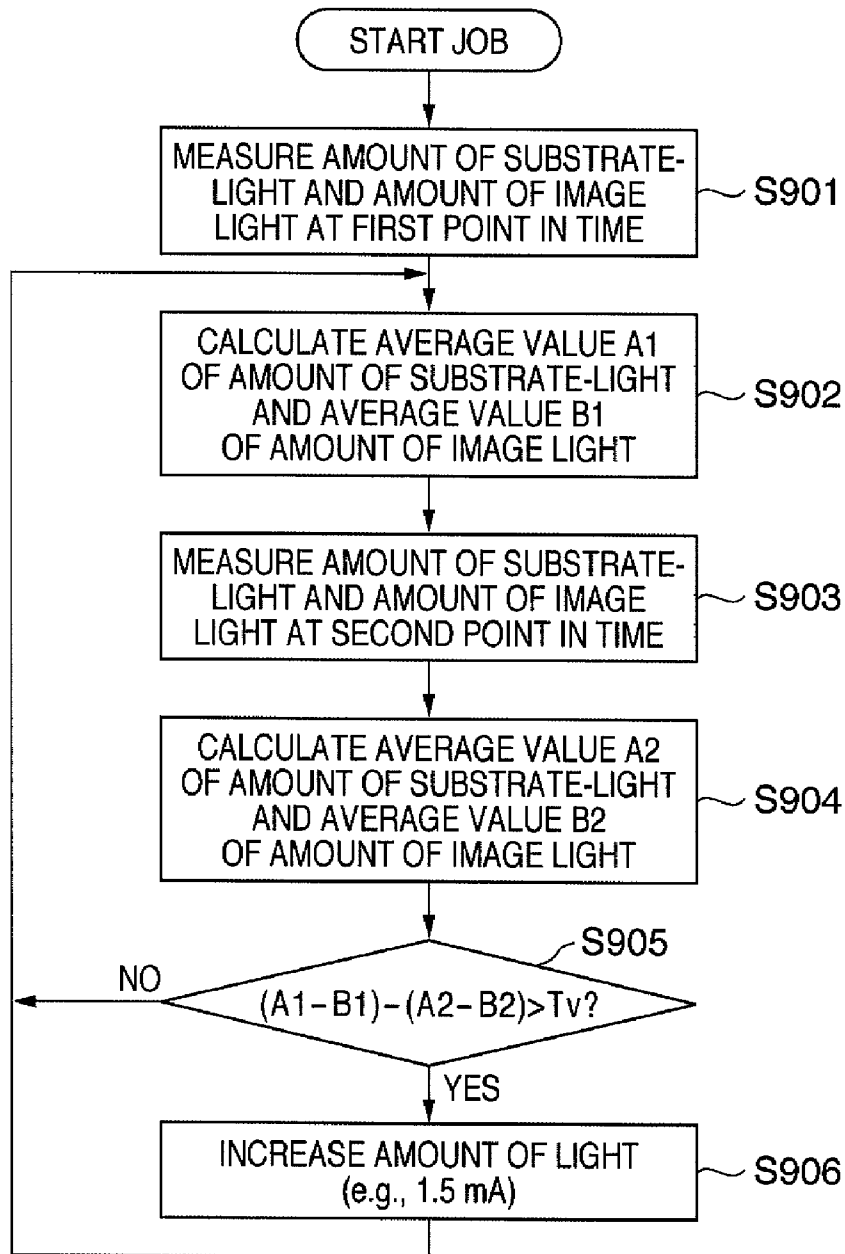 START JOB
MEASURE AMOUNT OF SUBSTRATE-
LIGHT AND AMOUNT OF IMAGE
LIGHT AT FIRST POINT IN TIME
S901
CALCULATE AVERAGE VALUE A1
OF AMOUNT OF SUBSTRATE-LIGHT
AND AVERAGE VALUE B1
OF AMOUNT OF IMAGE LIGHT
S902
MEASURE AMOUNT OF SUBSTRATE-
LIGHT AND AMOUNT OF IMAGE
LIGHT AT SECOND POINT IN TIME
S903
CALCULATE AVERAGE VALUE A2
OF AMOUNT OF SUBSTRATE-LIGHT
AND AVERAGE VALUE B2
OF AMOUNT OF IMAGE LIGHT
S904
S905
NO
(A1-B1)-(A2-B2)>Tv?
YES
INCREASE AMOUNT OF LIGHT
(e.g., 1.5 mA)
S906